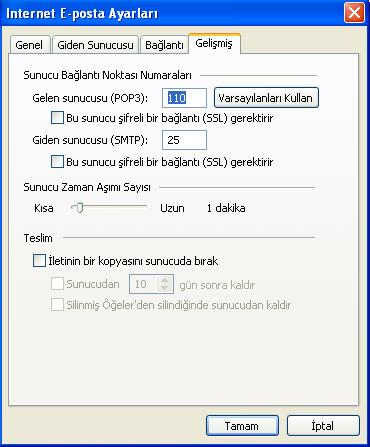 Internet E-posta Ayarları
Genel Giden Sunucusu Bağlantı Gelişmiş
Sunucu Bağlantı Noktası Numaraları
Gelen sunucusu (POP3): 110 Varsayılanları Kullan
Bu sunucu şifreli bir bağlantı (SSL) gerektirir
Giden sunucusu (SMTP): 25
Bu sunucu şifreli bir bağlantı (SSL) gerektirir
Sunucu Zaman Aşımı Sayısı
Kısa Uzun 1 dakika
Teslim
İletinin bir kopyasını sunucuda bırak
Sunucudan 10 gün sonra kaldır
Silinmiş Öğeler'den silindiğinde sunucudan kaldır
Tamam İptal